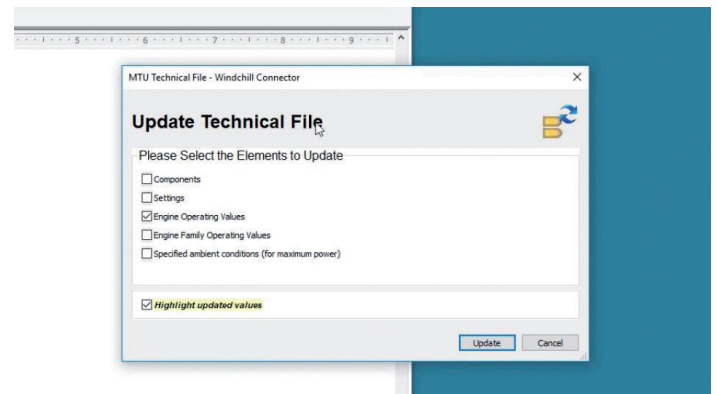 5 6 7 8 9
MTU Technical File - Windchill Connector
Update Technical File
Please Select the Elements to Update
Components
Settings
Engine Operating Values
Engine Family Operating Values
Specified ambient conditions (for maximum power)
Highlight updated values
Update Cancel